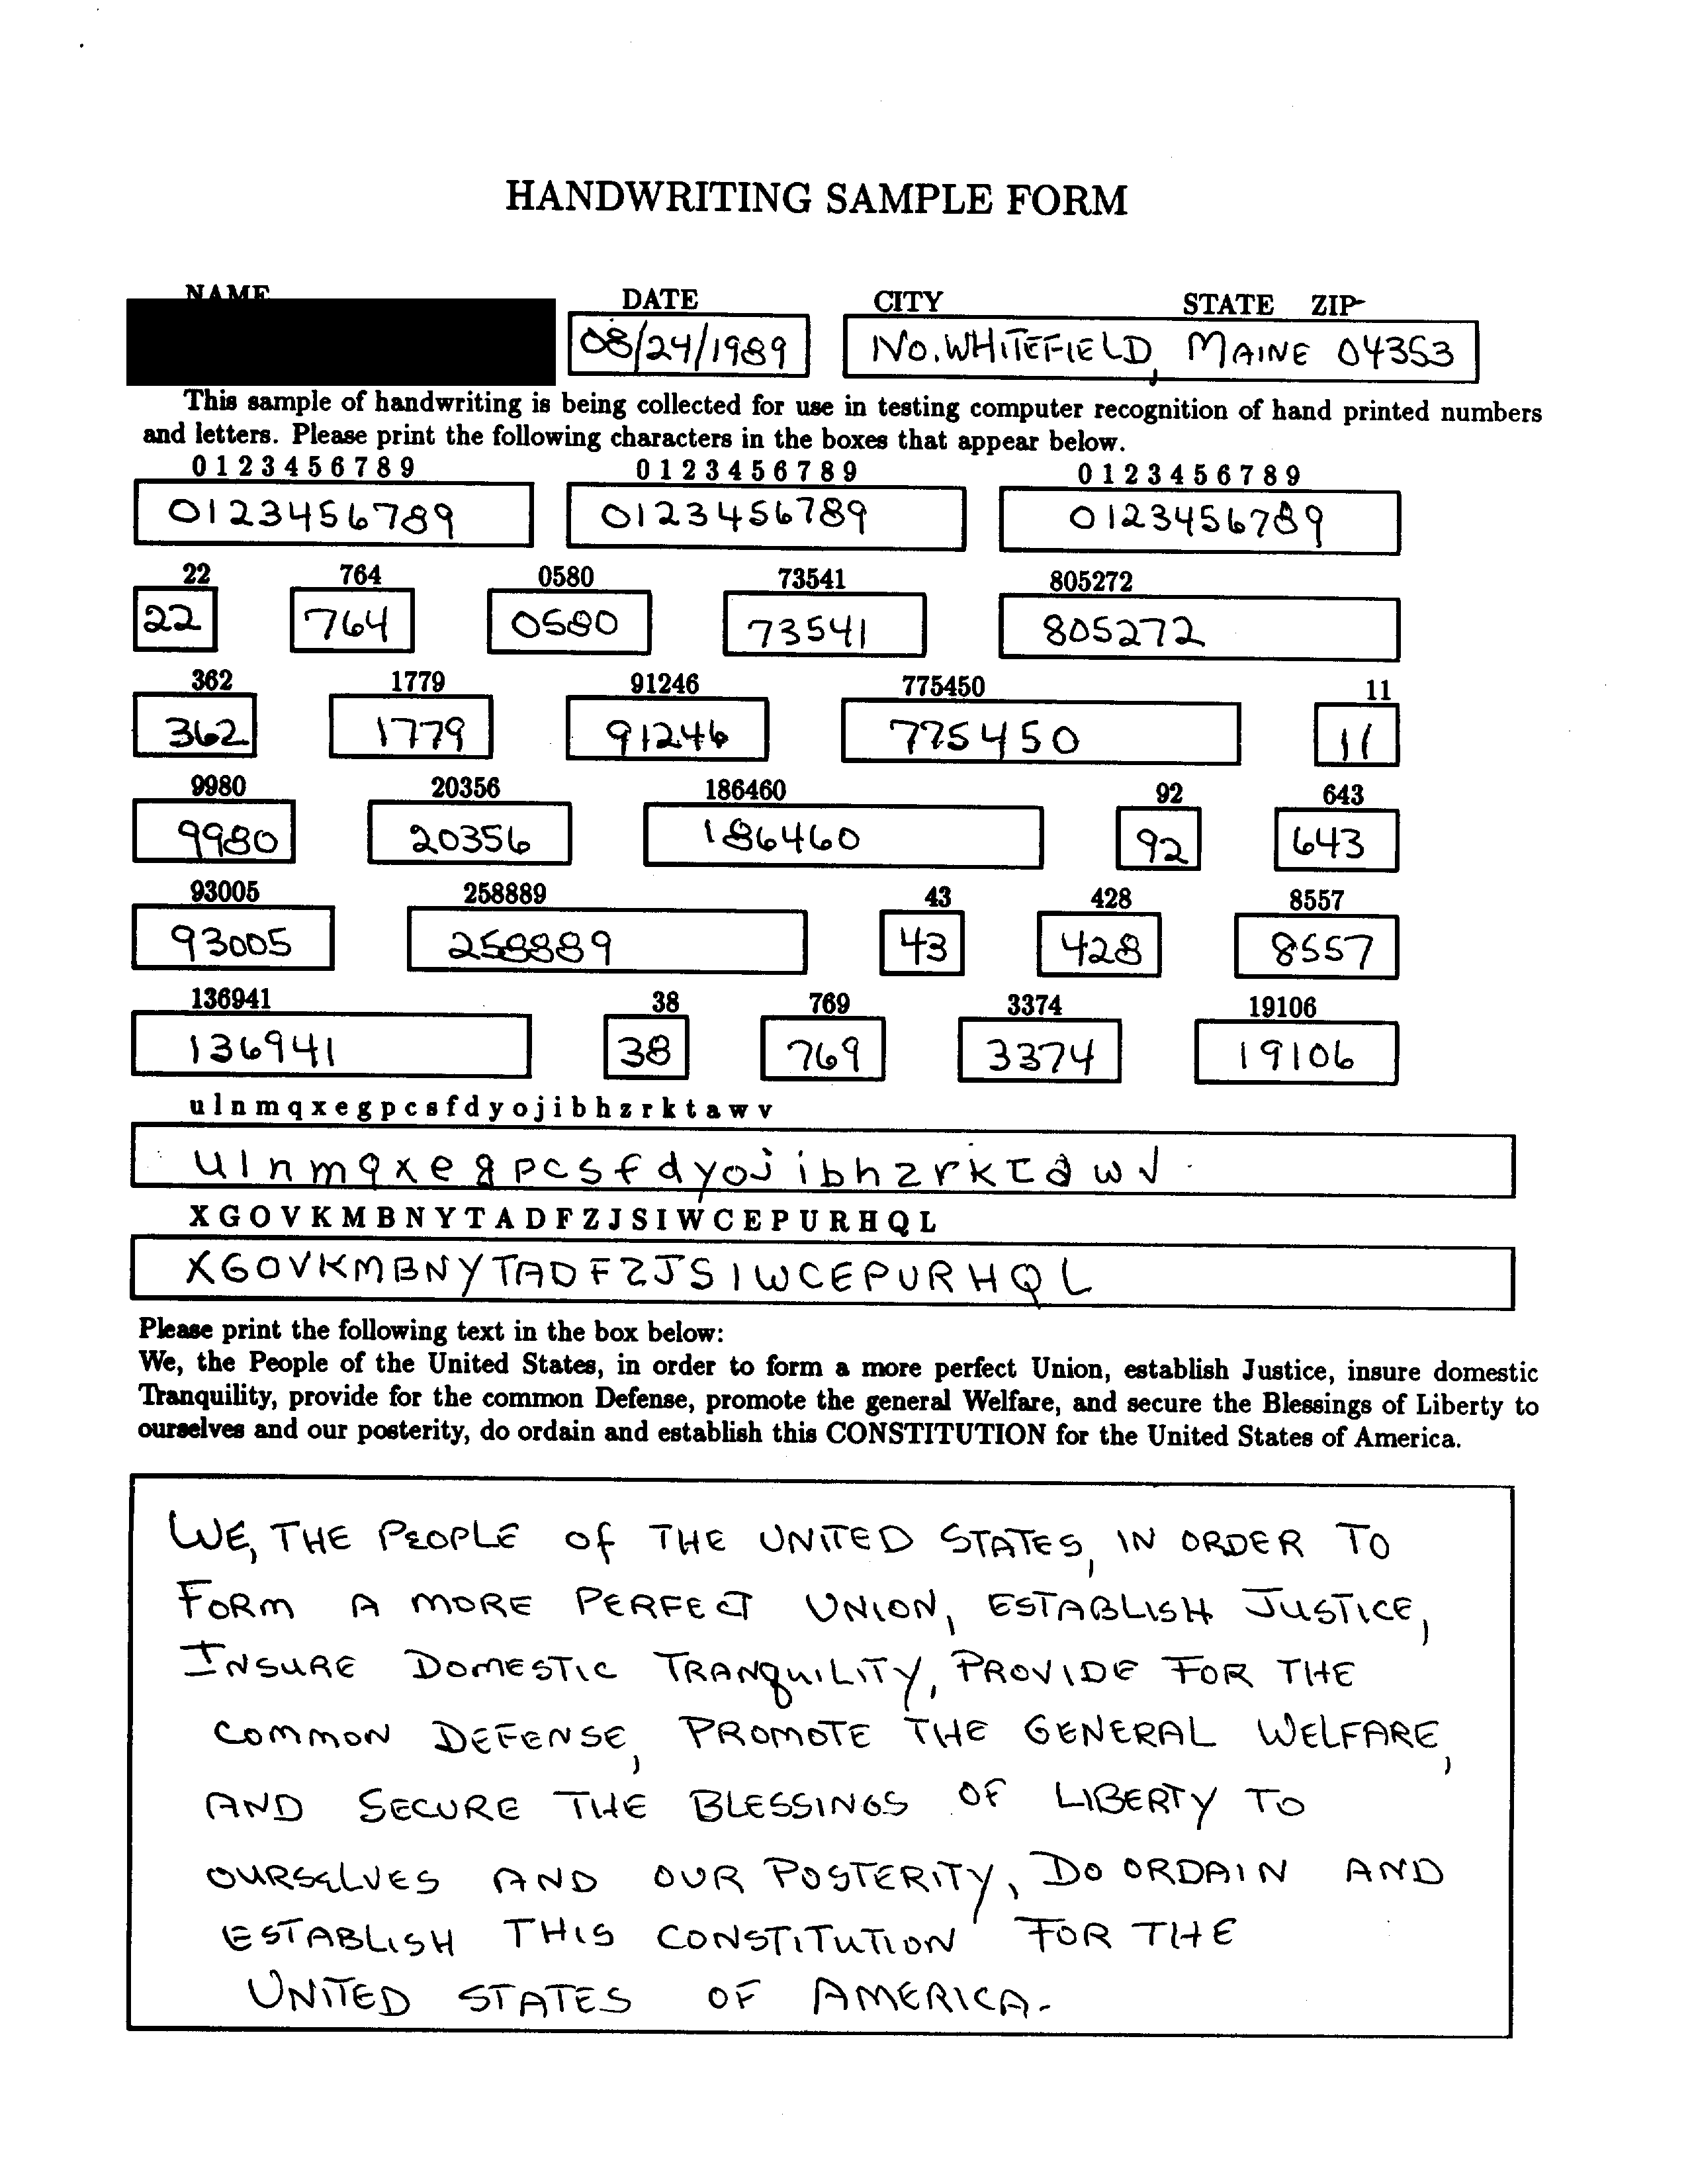 HANDWRITING SAMPLE FORM
NAME DATE CITY STATE ZIP
08/24/1989 NO. WHITEFIELD, MAINE 04353
This sample of handwriting is being collected for use in testing computer recognition of hand printed numbers
and letters. Please print the following characters in the boxes that appear below.
0 1 2 3 4 5 6 7 8 9 0 1 2 3 4 5 6 7 8 9 0 1 2 3 4 5 6 7 8 9
0123456789 0123456789 0123456789
22 764 0580 73541 805272
22 764 0580 73541 805272
362 1779 91246 775450 11
362 1779 91246 775450 11
9980 20356 186460 92 643
9980 20356 186460 92 643
93005 258889 43 428 8557
93005 258889 43 428 8557
136941 38 769 3374 19106
136941 38 769 3374 19106
u l n m q x e g p c s f d y o j i b h z r k t a w v
u l n m q x e g p c s f d y o j i b h z r k t a w v
X G O V K M B N Y T A D F Z J S I W C E P U R H Q L
X G O V K M B N Y T A D F Z J S I W C E P U R H Q L
Please print the following text in the box below:
We, the People of the United States, in order to form a more perfect Union, establish Justice, insure domestic
Tranquility, provide for the common Defense, promote the general Welfare, and secure the Blessings of Liberty to
ourselves and our posterity, do ordain and establish this CONSTITUTION for the United States of America.
WE, THE PEOPLE of THE UNITED STATES, IN ORDER TO
FORM A MORE PERFECT UNION, ESTABLISH JUSTICE,
INSURE DOMESTIC TRANquILITY, PROVIDE FOR THE
COMMON DEFENSE, PROMOTE THE GENERAL WELFARE,
AND SECURE THE BLESSINGS OF LIBERTY TO
OURSELVES AND OUR POSTERITY, DO ORDAIN AND
ESTABLISH THIS CONSTITUTION FOR THE
UNITED STATES OF AMERICA.